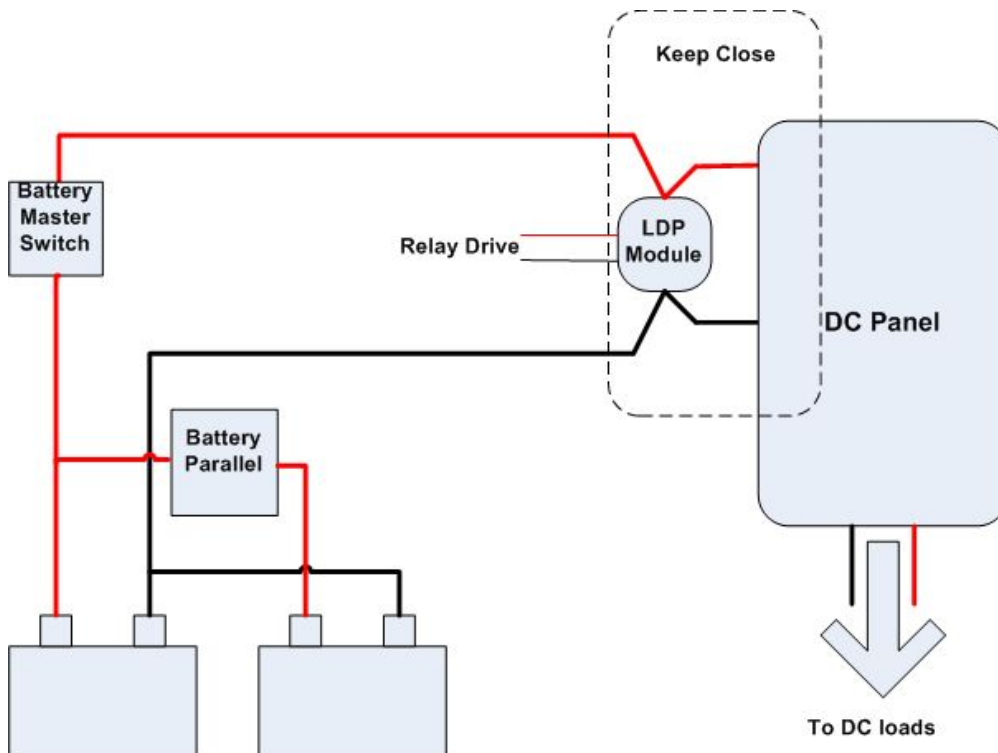 Keep Close
Battery
Master
Switch
LDP
Module
Relay Drive
DC Panel
Battery
Parallel
To DC loads